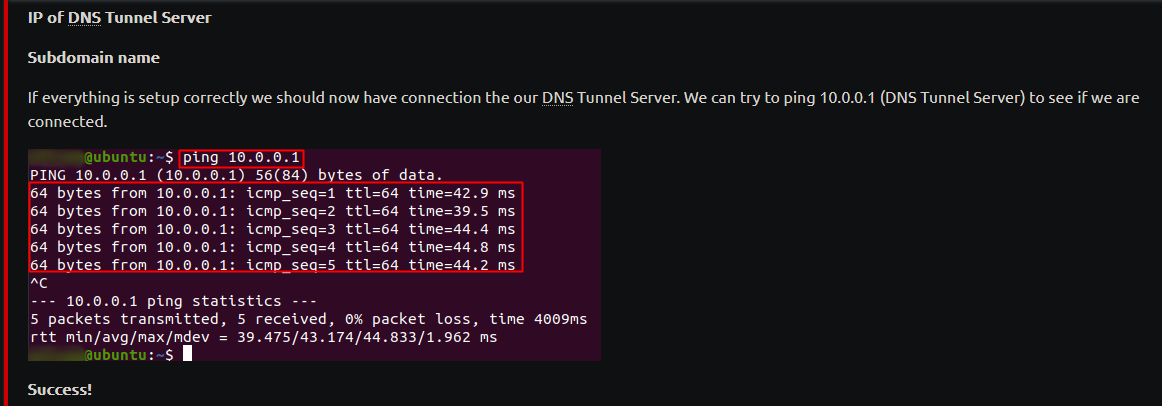 IP of DNS Tunnel Server
Subdomain name
If everything is setup correctly we should now have connection the our DNS Tunnel Server. We can try to ping 10.0.0.1 (DNS Tunnel Server) to see if we are
connected.
@ubuntu:~$ ping 10.0.0.1
PING 10.0.0.1 (10.0.0.1) 56(84) bytes of data.
64 bytes from 10.0.0.1: icmp_seq=1 ttl=64 time=42.9 ms
64 bytes from 10.0.0.1: icmp_seq=2 ttl=64 time=39.5 ms
64 bytes from 10.0.0.1: icmp_seq=3 ttl=64 time=44.4 ms
64 bytes from 10.0.0.1: icmp_seq=4 ttl=64 time=44.8 ms
64 bytes from 10.0.0.1: icmp_seq=5 ttl=64 time=44.2 ms
^C
--- 10.0.0.1 ping statistics ---
5 packets transmitted, 5 received, 0% packet loss, time 4009ms
rtt min/avg/max/mdev = 39.475/43.174/44.833/1.962 ms
@ubuntu:~$
Success!